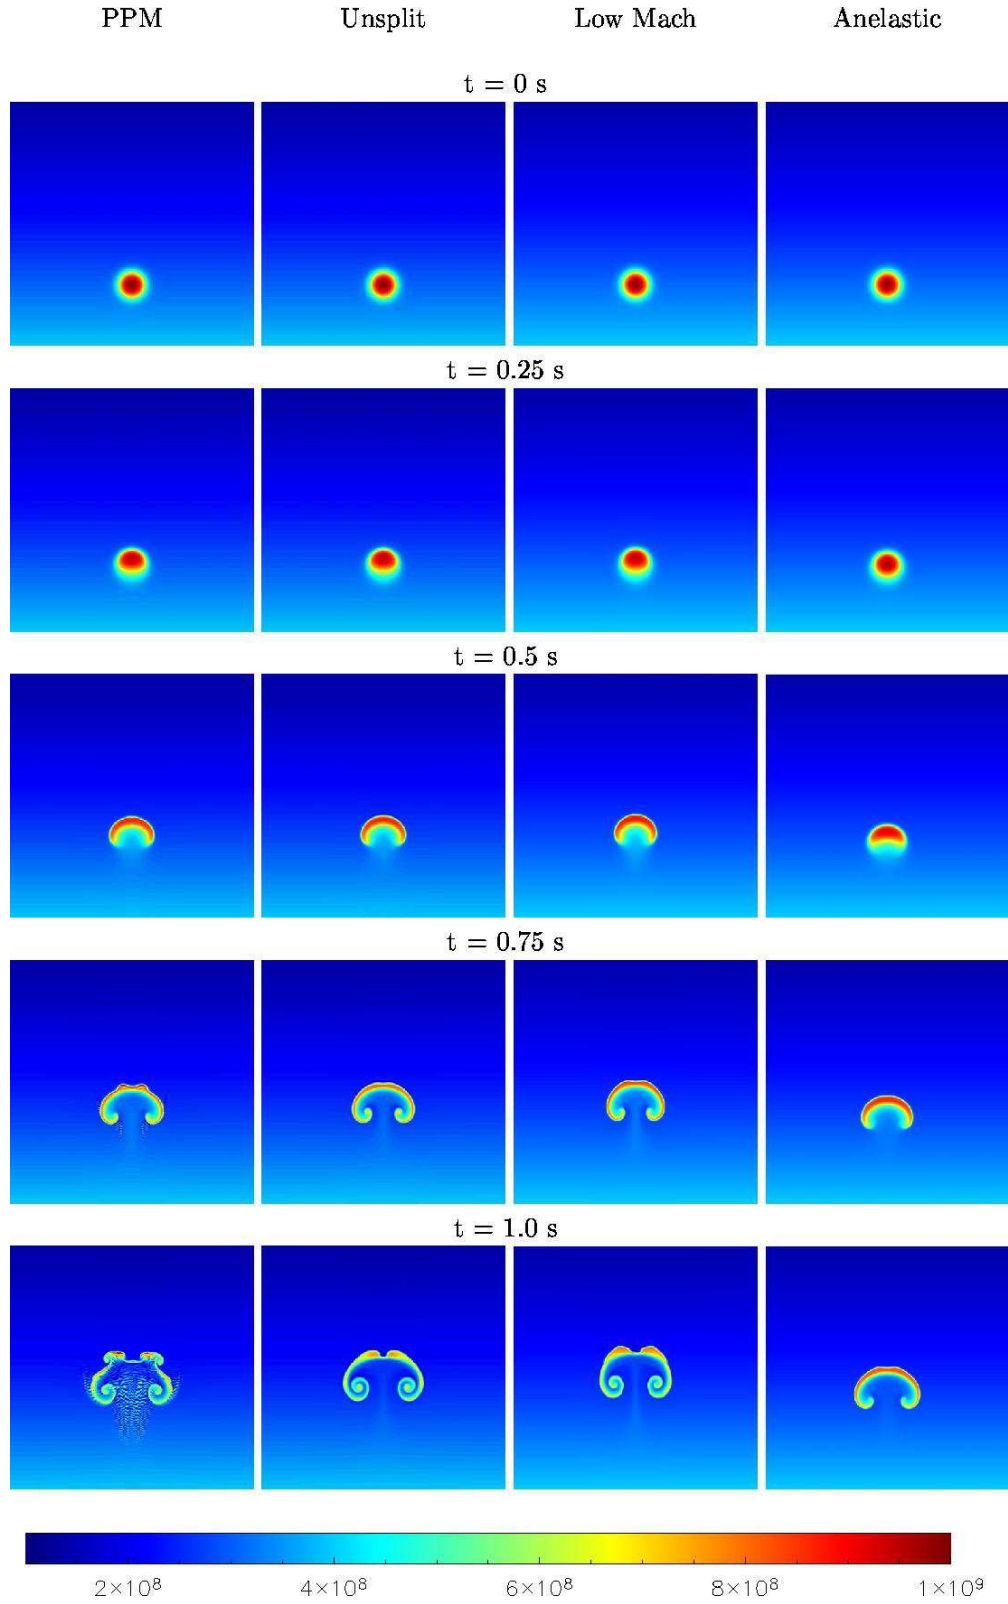 PPM Unsplit Low Mach Anelastic
t = 0 s
t = 0.25 s
t = 0.5 s
t = 0.75 s
t = 1.0 s
2×10⁸ 4×10⁸ 6×10⁸ 8×10⁸ 1×10⁹